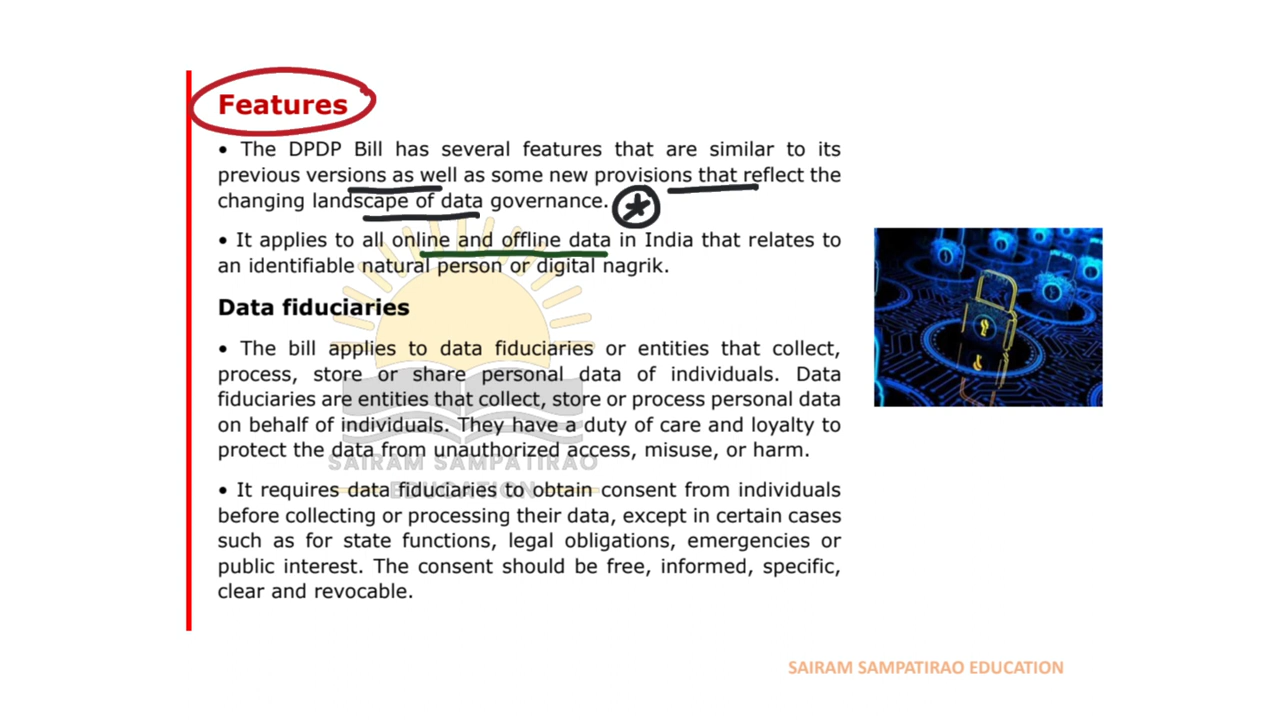 Features
• The DPDP Bill has several features that are similar to its
previous versions as well as some new provisions that reflect the
changing landscape of data governance.
• It applies to all online and offline data in India that relates to
an identifiable natural person or digital nagrik.
Data fiduciaries
• The bill applies to data fiduciaries or entities that collect,
process, store or share personal data of individuals. Data
fiduciaries are entities that collect, store or process personal data
on behalf of individuals. They have a duty of care and loyalty to
protect the data from unauthorized access, misuse, or harm.
SAIRAM SAMPATIRAO
EDUCATION
• It requires data fiduciaries to obtain consent from individuals
before collecting or processing their data, except in certain cases
such as for state functions, legal obligations, emergencies or
public interest. The consent should be free, informed, specific,
clear and revocable.
SAIRAM SAMPATIRAO EDUCATION